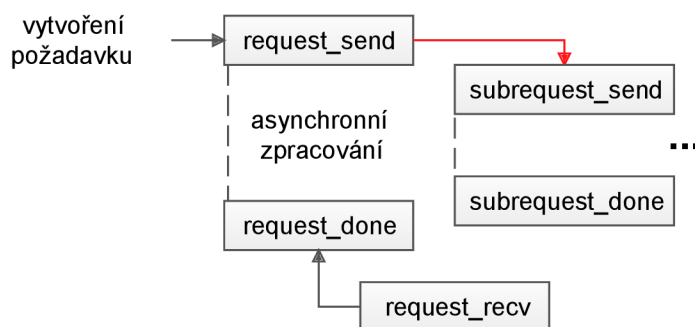 vytvoření
požadavku
request_send
subrequest_send
asynchronní
zpracování
...
subrequest_done
request_done
request_recv